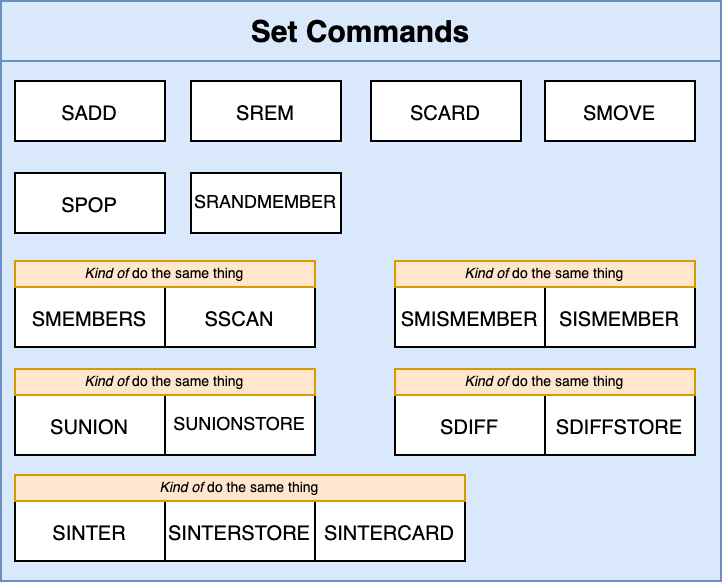 Set Commands
SADD
SREM
SCARD
SMOVE
SPOP
SRANDMEMBER
Kind of do the same thing
SMEMBERS
SSCAN
Kind of do the same thing
SMISMEMBER
SISMEMBER
Kind of do the same thing
SUNION
SUNIONSTORE
Kind of do the same thing
SDIFF
SDIFFSTORE
Kind of do the same thing
SINTER
SINTERSTORE
SINTERCARD